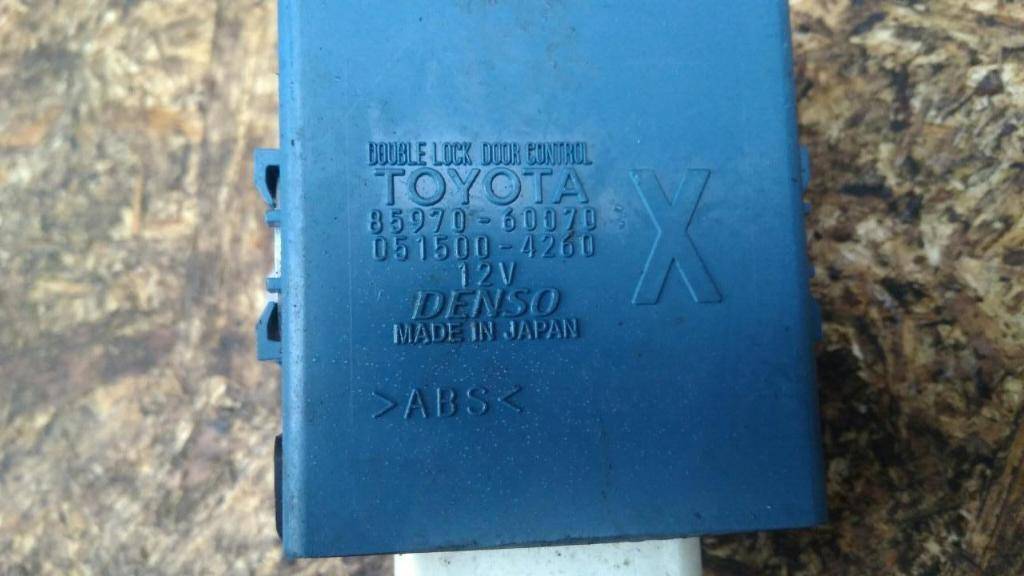 DOUBLE LOCK DOOR CONTROL
TOYOTA
85970-60070
051500-4260
12V
DENSO
MADE IN JAPAN
X
>ABS<